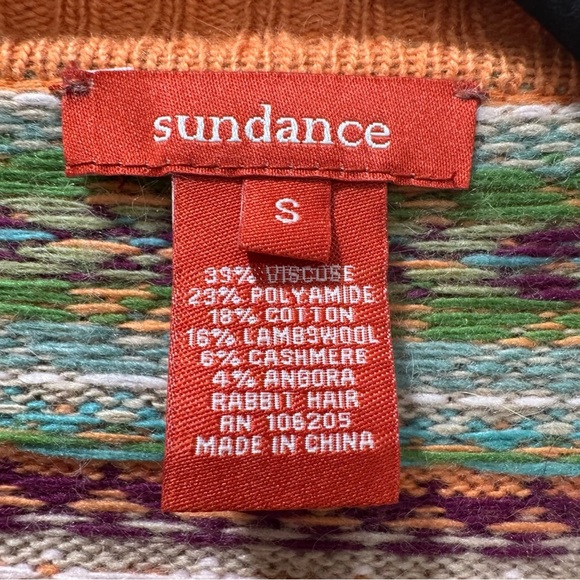 sundance
S
33% VISCOSE
23% POLYAMIDE
18% COTTON
16% LAMBSWOOL
6% CASHMERE
4% ANGORA
RABBIT HAIR
RN 106205
MADE IN CHINA